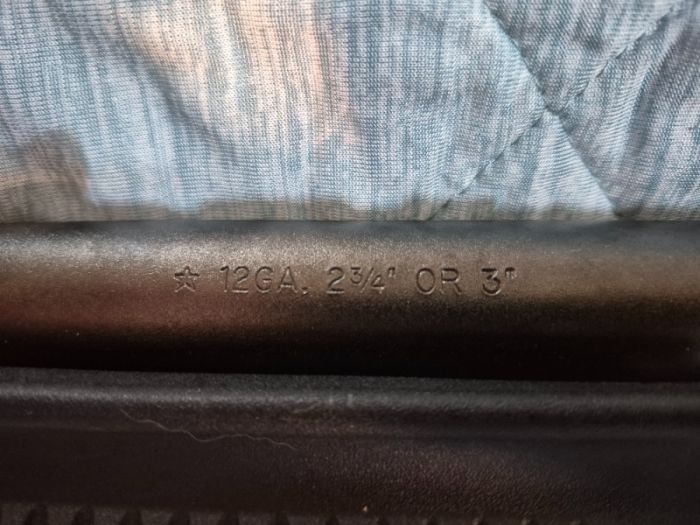 ☆ 12GA. 2¾" OR 3"